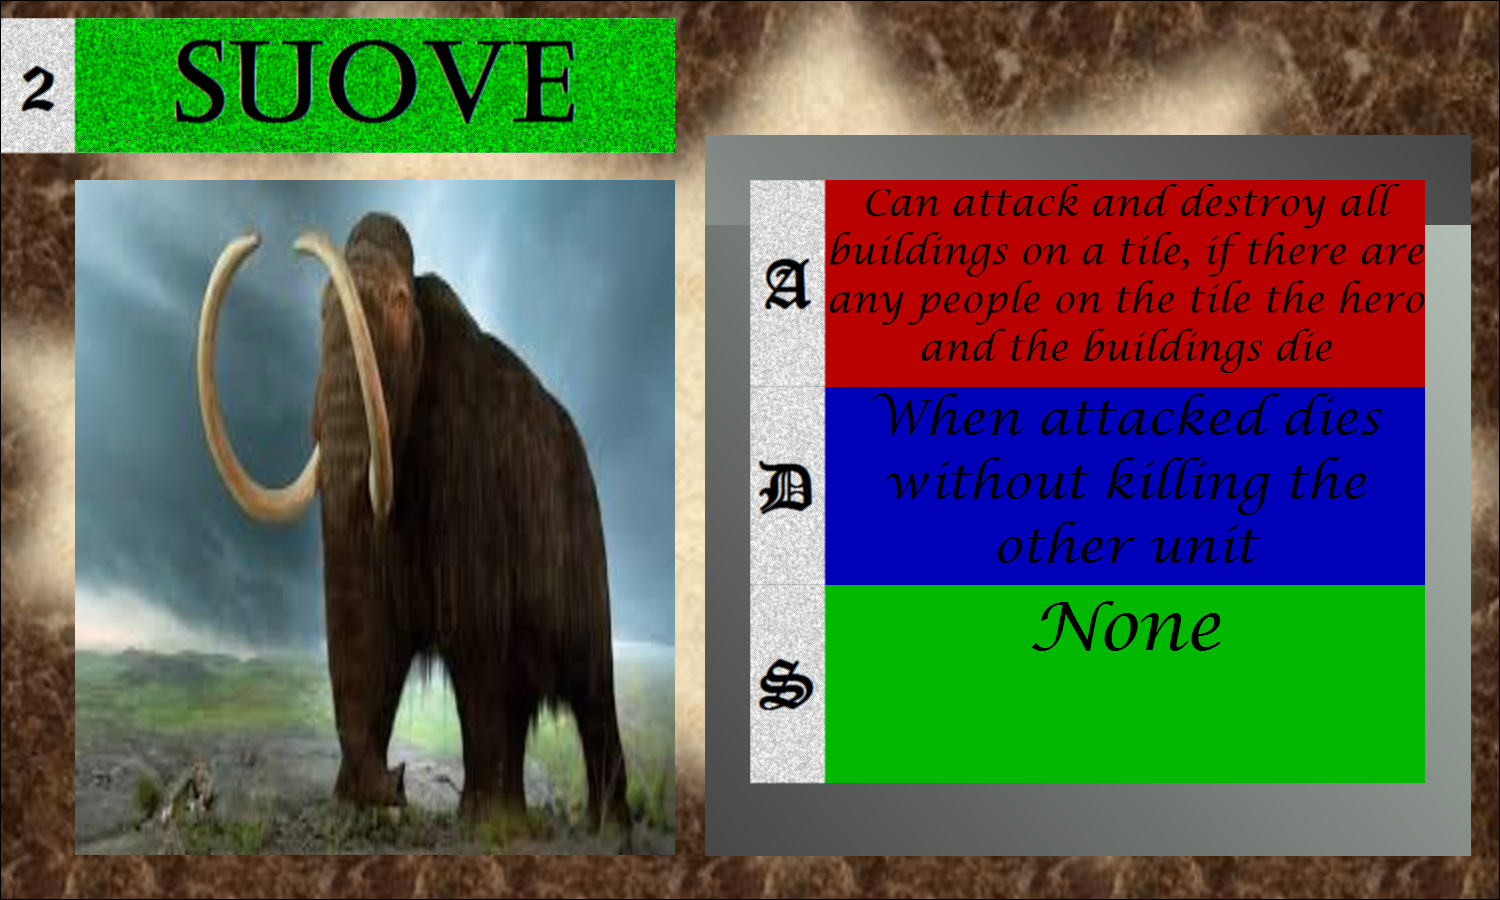 2
SUOVE
A
Can attack and destroy all
buildings on a tile, if there are
any people on the tile the hero
and the buildings die
D
When attacked dies
without killing the
other unit
S
None